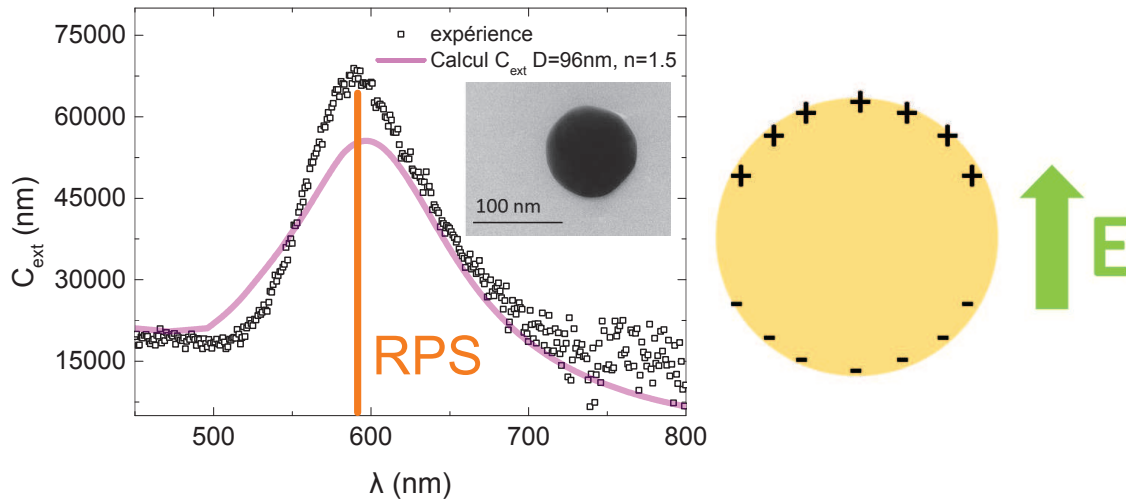 75000
60000
45000
30000
15000
C_ext (nm)
expérience
Calcul C_ext D=96nm, n=1.5
100 nm
RPS
500
600
700
800
λ (nm)
+ + + + + + +
- - - - - - -
E